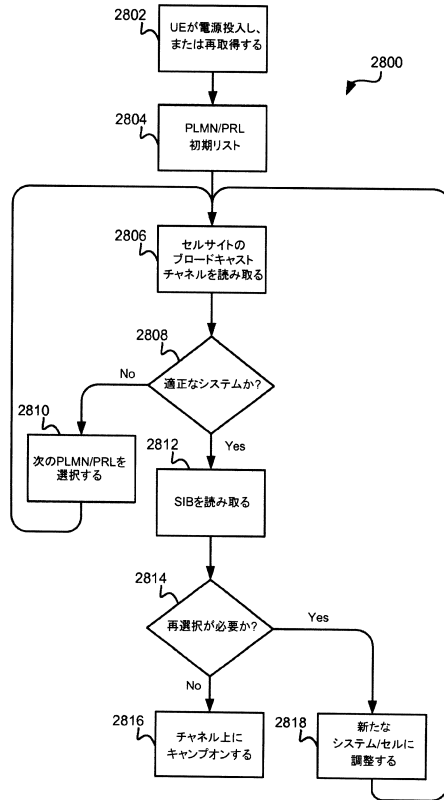 2802
UEが電源投入し、
または再取得する
2800
2804
PLMN/PRL
初期リスト
2806
セルサイトの
ブロードキャスト
チャネルを読み取る
2808
適正なシステムか?
No
Yes
2810
次のPLMN/PRLを
選択する
2812
SIBを読み取る
2814
再選択が必要か?
Yes
No
2816
チャネル上に
キャンプオンする
2818
新たな
システム/セルに
調整する